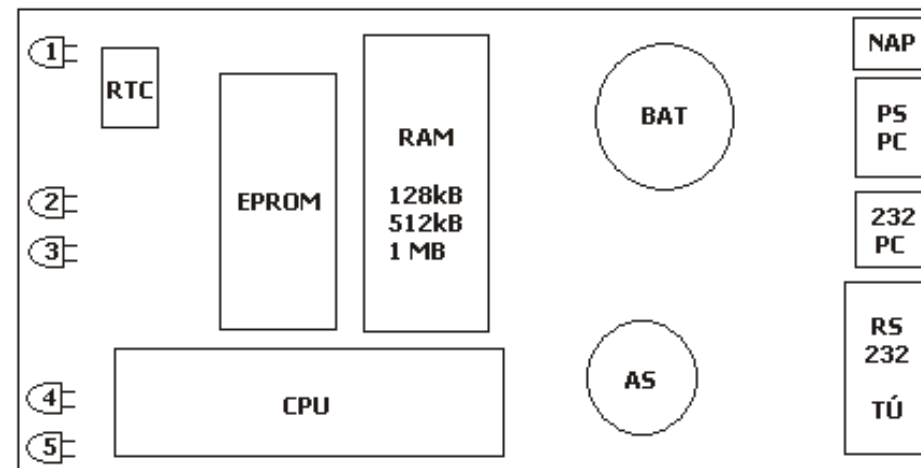 1
RTC
EPROM
RAM
128kB
512kB
1 MB
BAT
NAP
PS
PC
2
3
232
PC
4
5
CPU
AS
RS
232
TÚ